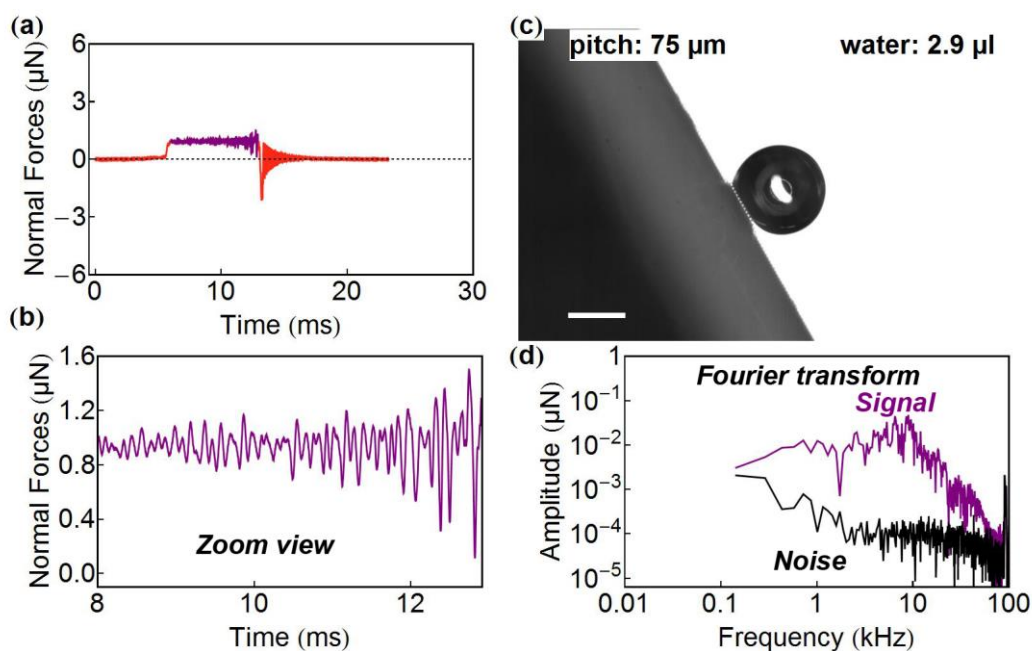 (a)
Normal Forces (µN)
6
3
0
−3
−6
0
10
20
30
Time (ms)
(b)
Normal Forces (µN)
1.6
1.2
0.8
0.4
0.0
8
10
12
Time (ms)
Zoom view
(c)
pitch: 75 µm
water: 2.9 µl
(d)
Amplitude (µN)
1
10⁻¹
10⁻²
10⁻³
10⁻⁴
10⁻⁵
Fourier transform
Signal
Noise
0.01
0.1
1
10
100
Frequency (kHz)